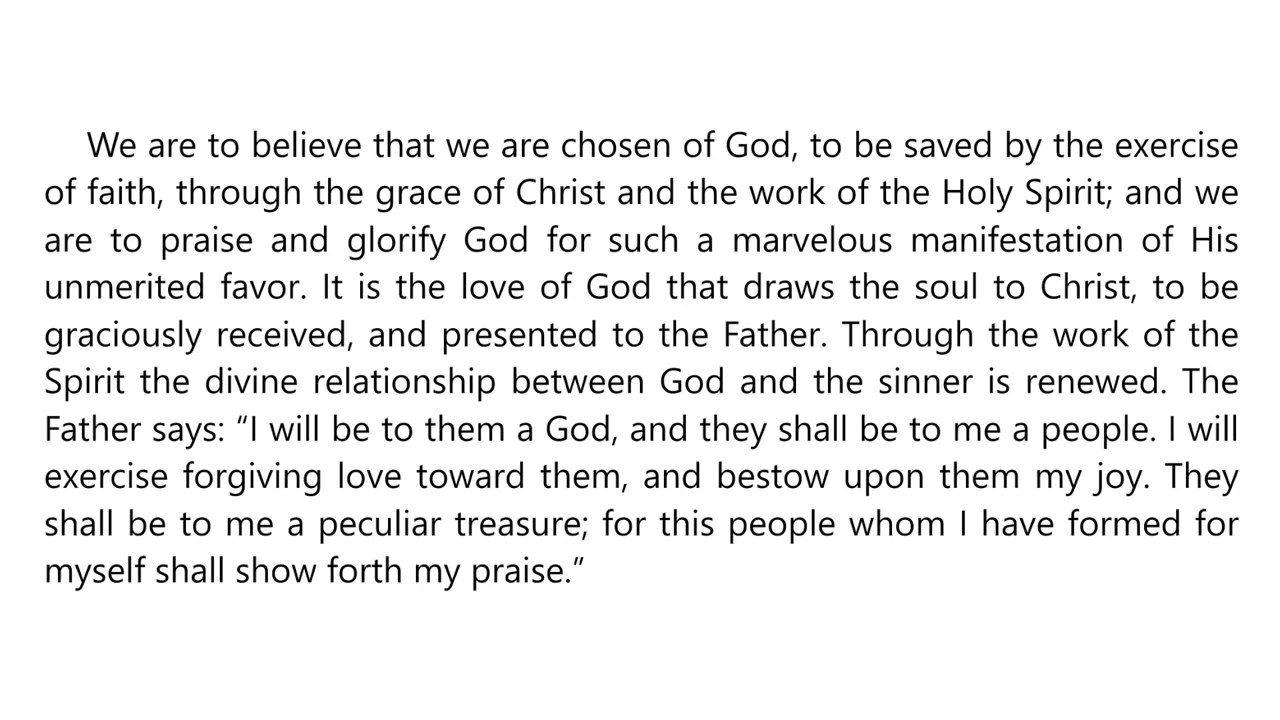 We are to believe that we are chosen of God, to be saved by the exercise
of faith, through the grace of Christ and the work of the Holy Spirit; and we
are to praise and glorify God for such a marvelous manifestation of His
unmerited favor. It is the love of God that draws the soul to Christ, to be
graciously received, and presented to the Father. Through the work of the
Spirit the divine relationship between God and the sinner is renewed. The
Father says: “I will be to them a God, and they shall be to me a people. I will
exercise forgiving love toward them, and bestow upon them my joy. They
shall be to me a peculiar treasure; for this people whom I have formed for
myself shall show forth my praise.”